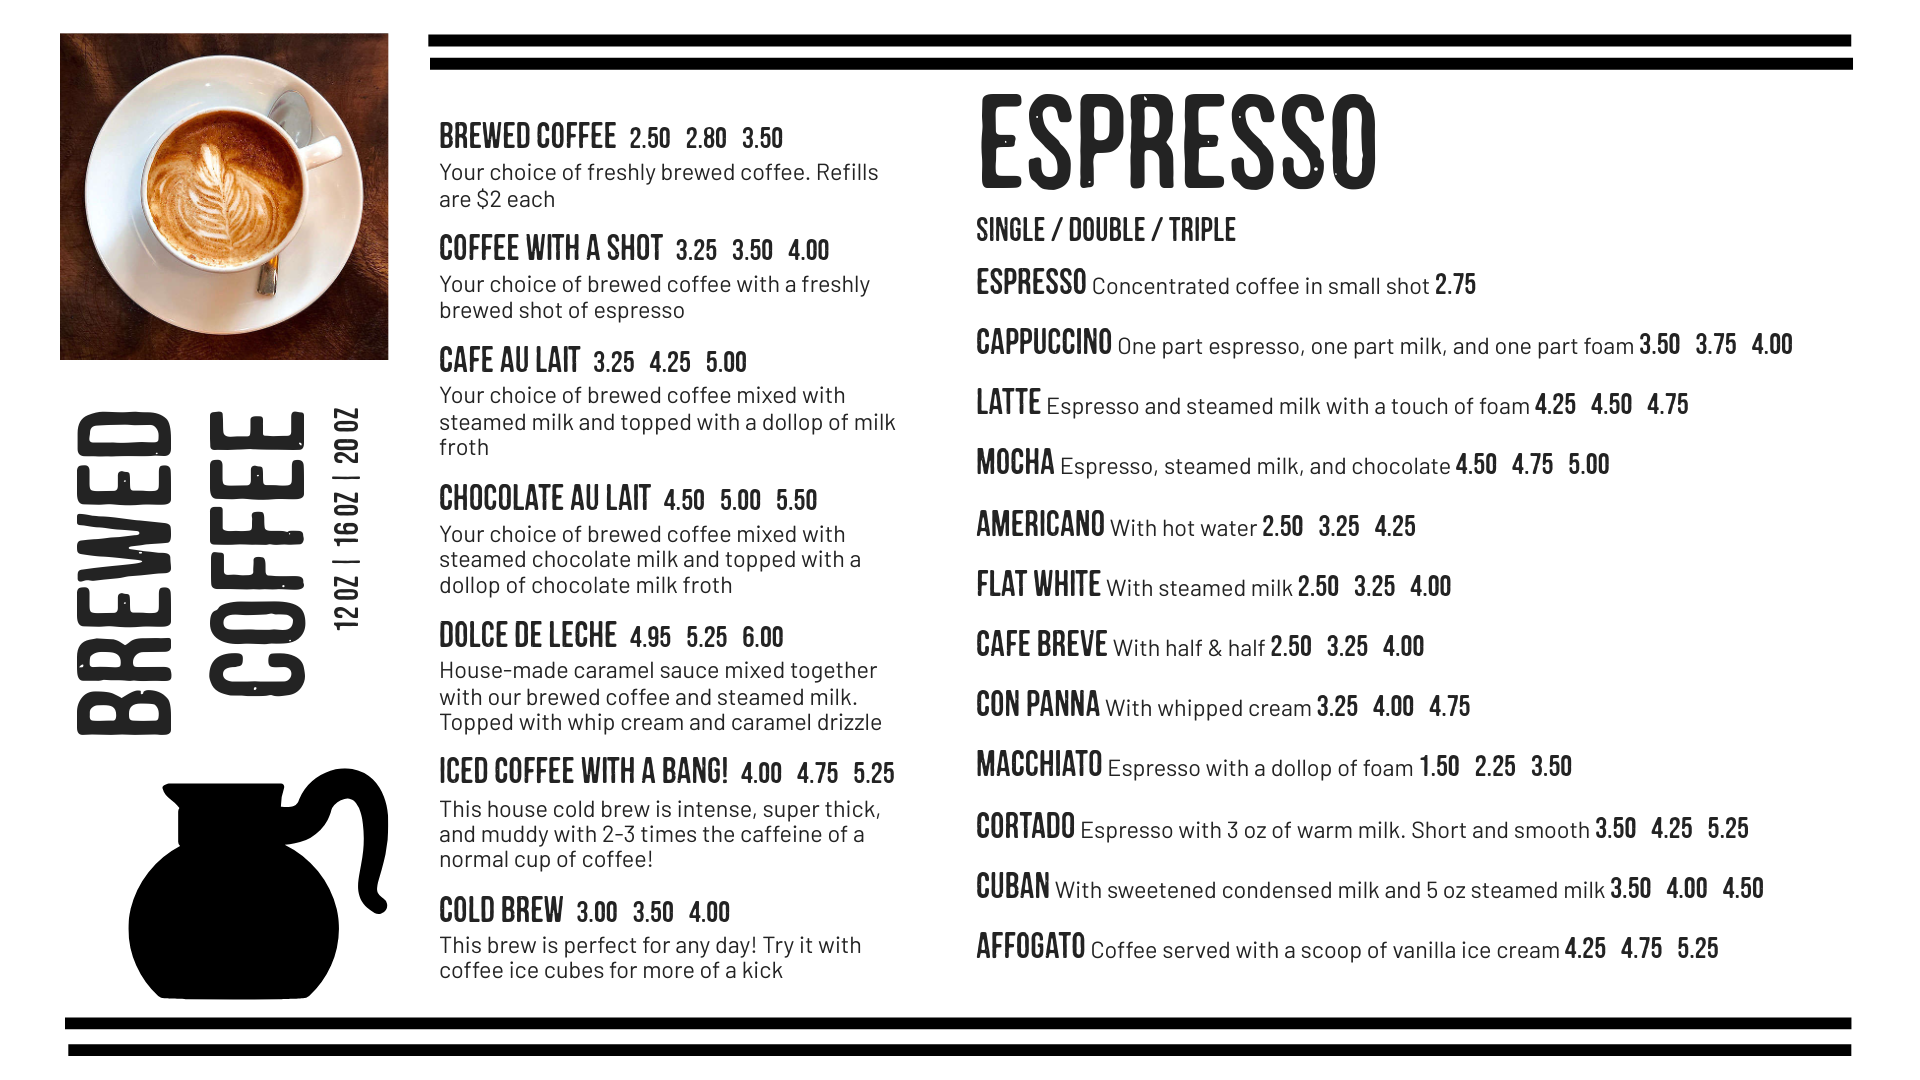 BREWED
COFFEE
12 OZ | 16 OZ | 20 OZ
BREWED COFFEE 2.50 2.80 3.50
Your choice of freshly brewed coffee. Refills
are $2 each
COFFEE WITH A SHOT 3.25 3.50 4.00
Your choice of brewed coffee with a freshly
brewed shot of espresso
CAFE AU LAIT 3.25 4.25 5.00
Your choice of brewed coffee mixed with
steamed milk and topped with a dollop of milk
froth
CHOCOLATE AU LAIT 4.50 5.00 5.50
Your choice of brewed coffee mixed with
steamed chocolate milk and topped with a
dollop of chocolate milk froth
DOLCE DE LECHE 4.95 5.25 6.00
House-made caramel sauce mixed together
with our brewed coffee and steamed milk.
Topped with whip cream and caramel drizzle
ICED COFFEE WITH A BANG! 4.00 4.75 5.25
This house cold brew is intense, super thick,
and muddy with 2-3 times the caffeine of a
normal cup of coffee!
COLD BREW 3.00 3.50 4.00
This brew is perfect for any day! Try it with
coffee ice cubes for more of a kick
ESPRESSO
SINGLE / DOUBLE / TRIPLE
ESPRESSO Concentrated coffee in small shot 2.75
CAPPUCCINO One part espresso, one part milk, and one part foam 3.50 3.75 4.00
LATTE Espresso and steamed milk with a touch of foam 4.25 4.50 4.75
MOCHA Espresso, steamed milk, and chocolate 4.50 4.75 5.00
AMERICANO With hot water 2.50 3.25 4.25
FLAT WHITE With steamed milk 2.50 3.25 4.00
CAFE BREVE With half & half 2.50 3.25 4.00
CON PANNA With whipped cream 3.25 4.00 4.75
MACCHIATO Espresso with a dollop of foam 1.50 2.25 3.50
CORTADO Espresso with 3 oz of warm milk. Short and smooth 3.50 4.25 5.25
CUBAN With sweetened condensed milk and 5 oz steamed milk 3.50 4.00 4.50
AFFOGATO Coffee served with a scoop of vanilla ice cream 4.25 4.75 5.25